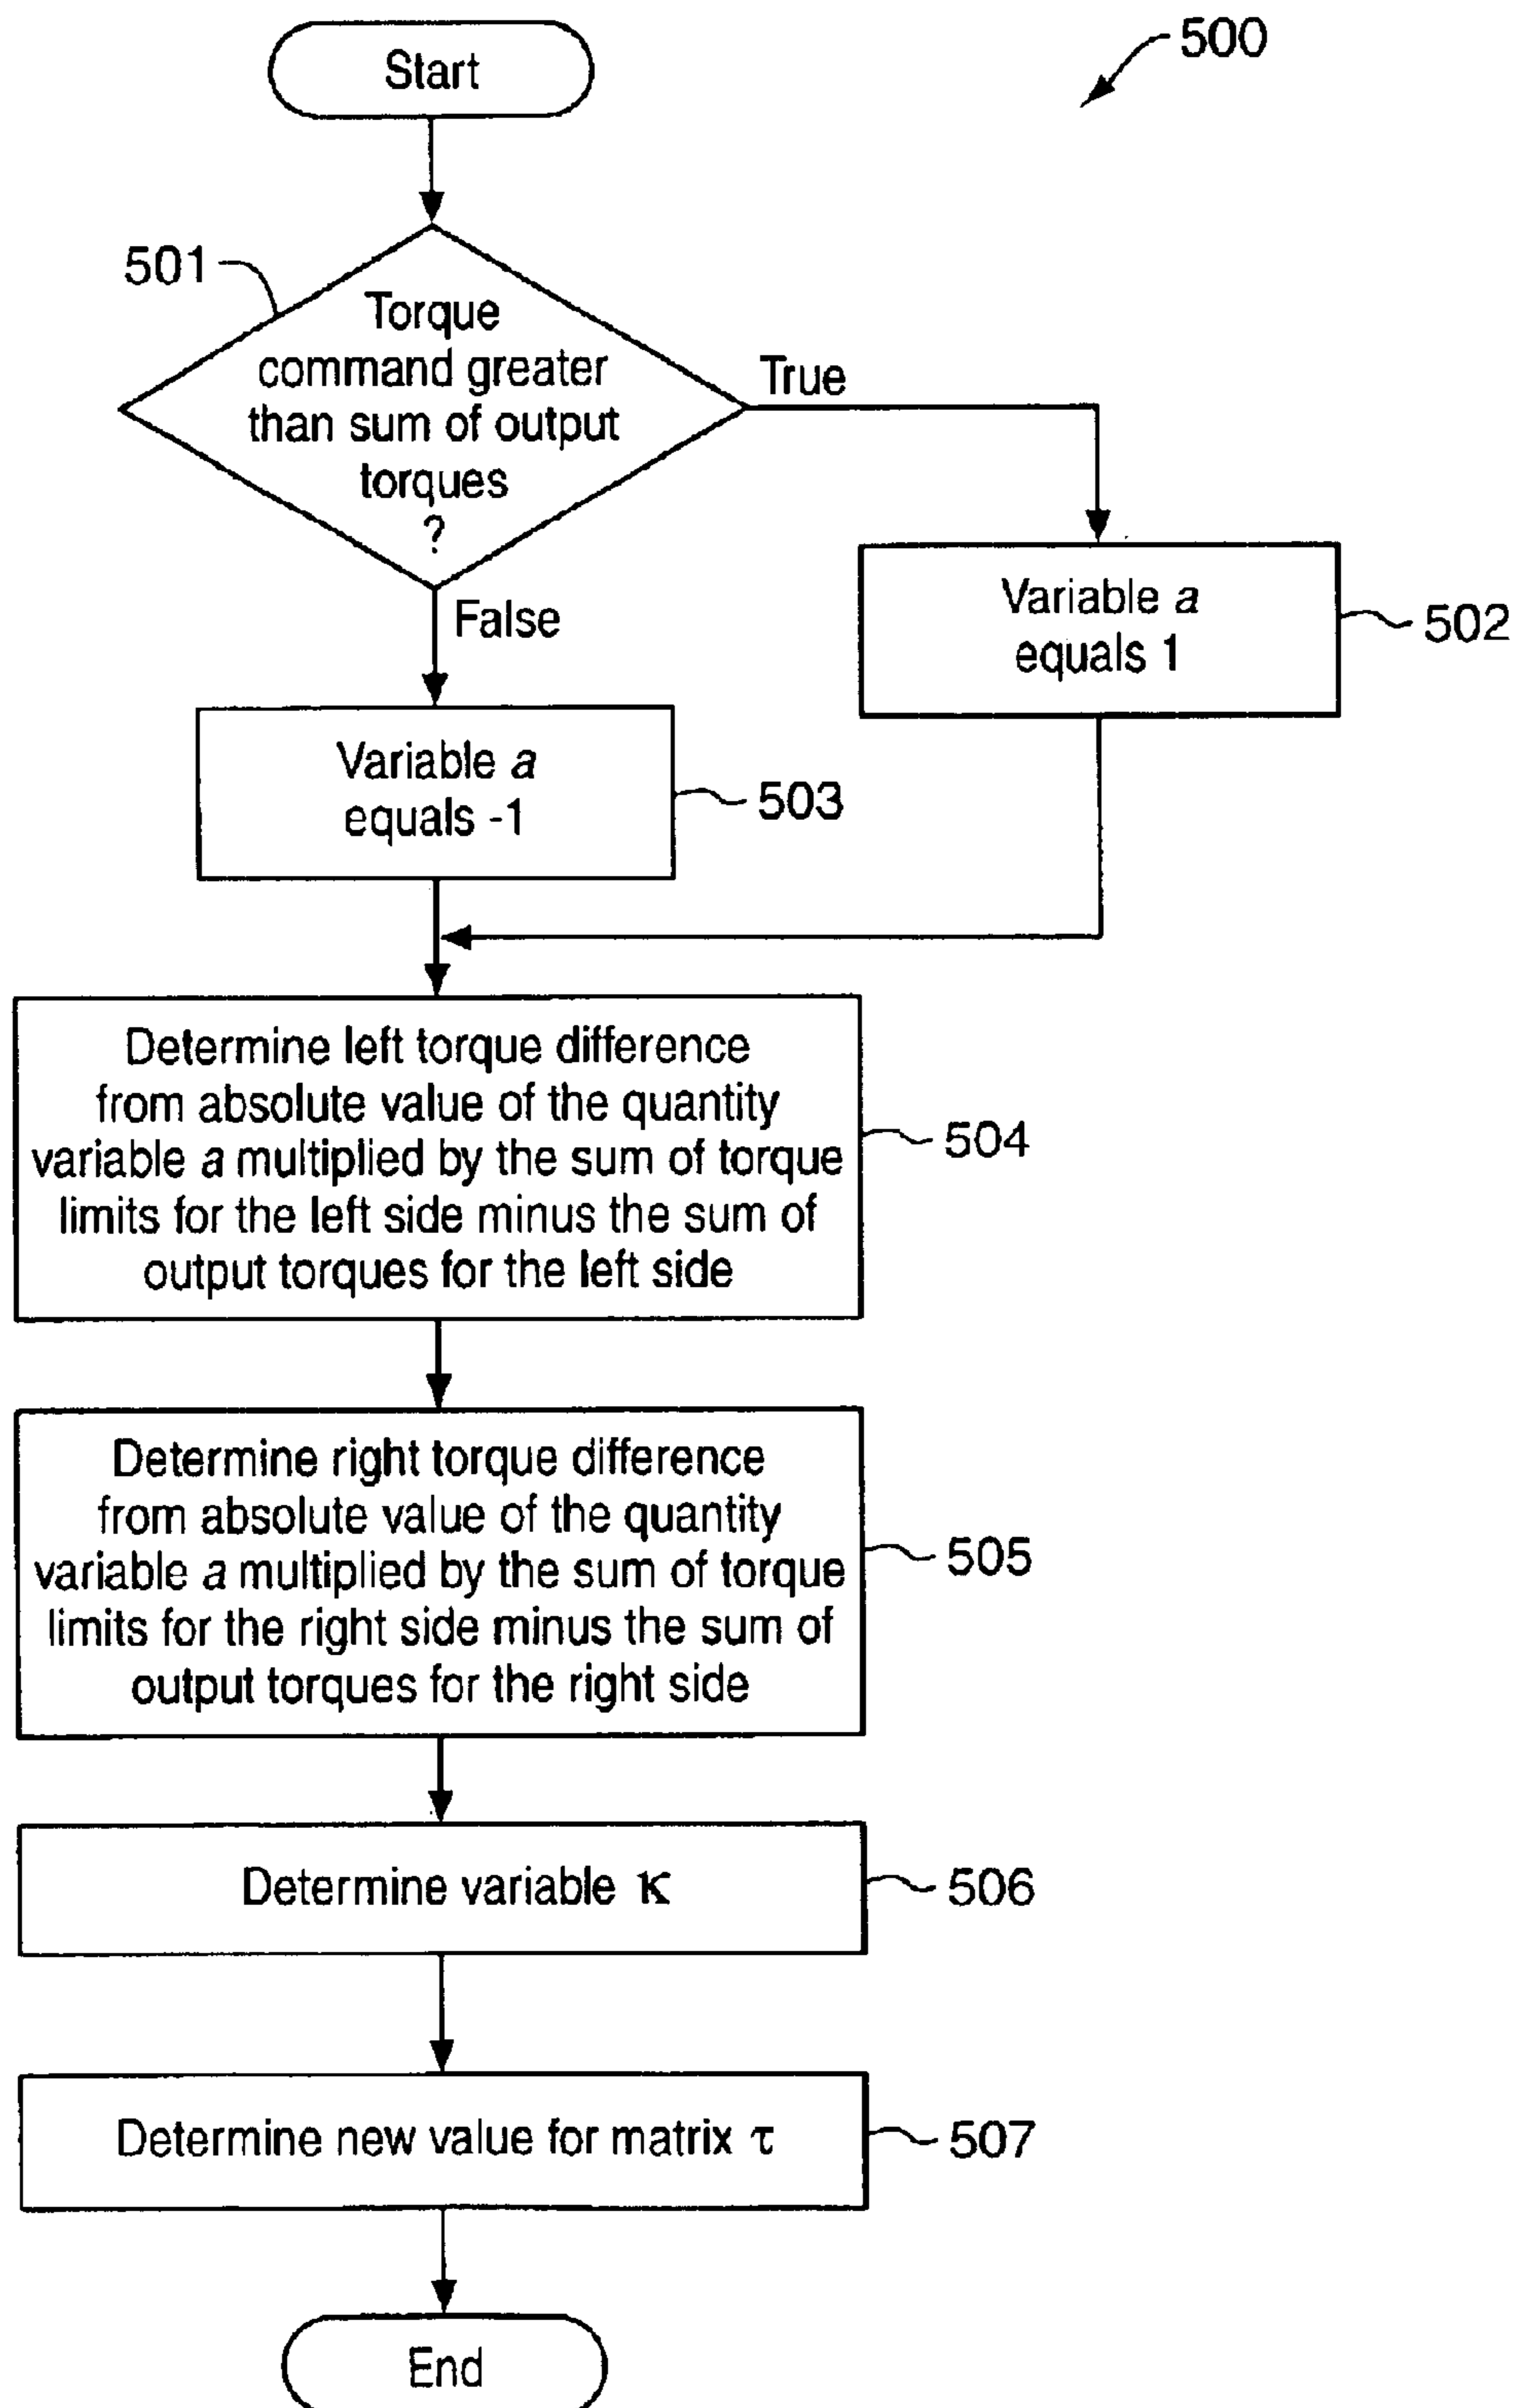 Start
500
501
Torque
command greater
than sum of output
torques
?
True
False
Variable a
equals 1
502
Variable a
equals -1
503
Determine left torque difference
from absolute value of the quantity
variable a multiplied by the sum of torque
limits for the left side minus the sum of
output torques for the left side
504
Determine right torque difference
from absolute value of the quantity
variable a multiplied by the sum of torque
limits for the right side minus the sum of
output torques for the right side
505
Determine variable κ
506
Determine new value for matrix τ
507
End